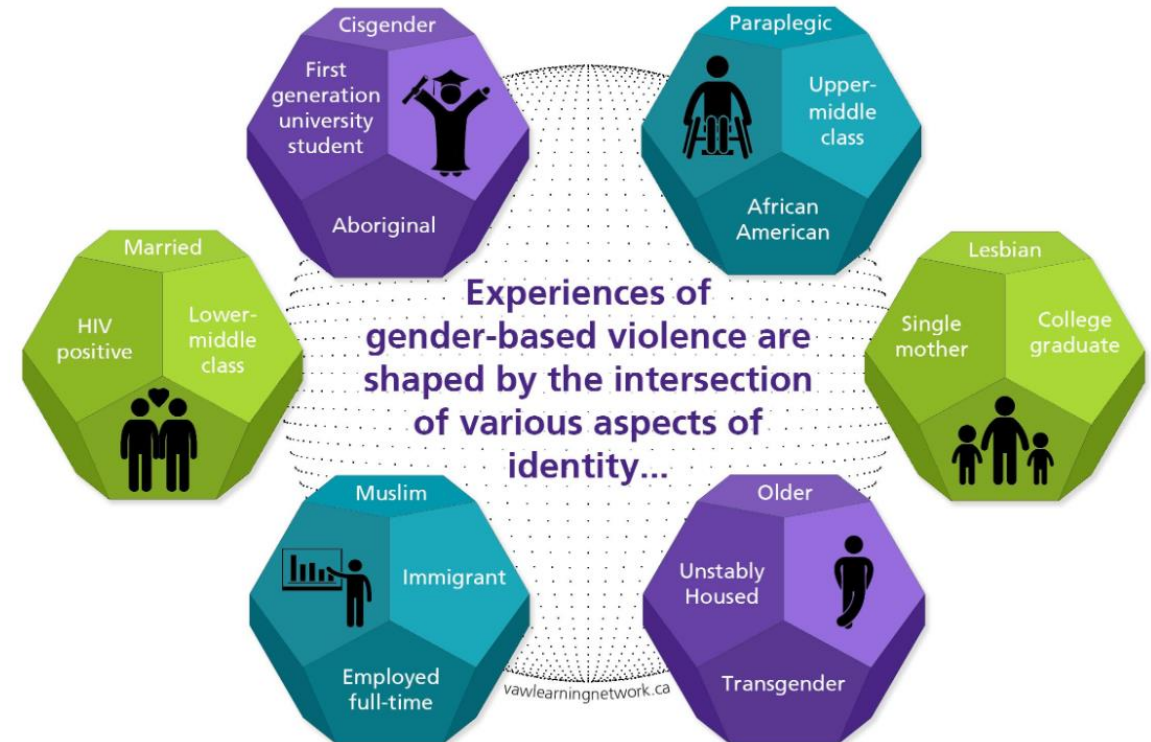 Cisgender
First
generation
university
student
Aboriginal
Paraplegic
Upper-
middle
class
African
American
Married
HIV
positive
Lower-
middle
class
Experiences of
gender-based violence are
shaped by the intersection
of various aspects of
identity...
Lesbian
Single
mother
College
graduate
Muslim
Immigrant
Employed
full-time
Older
Unstably
Housed
Transgender
vawlearningnetwork.ca